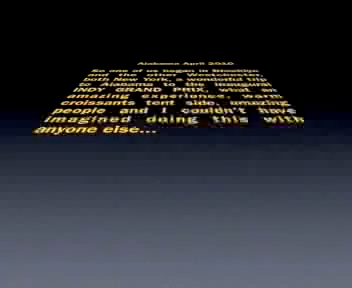 Alabama April 2010
So one of us began in Brooklyn
and the other Westchester,
both New York, a wonderful trip
to Alabama to the inaugural
INDY GRAND PRIX, what an
amazing experience, warm
croissants tent side, umazing
people and I couldn't have
imagined doing this with
anyone else...